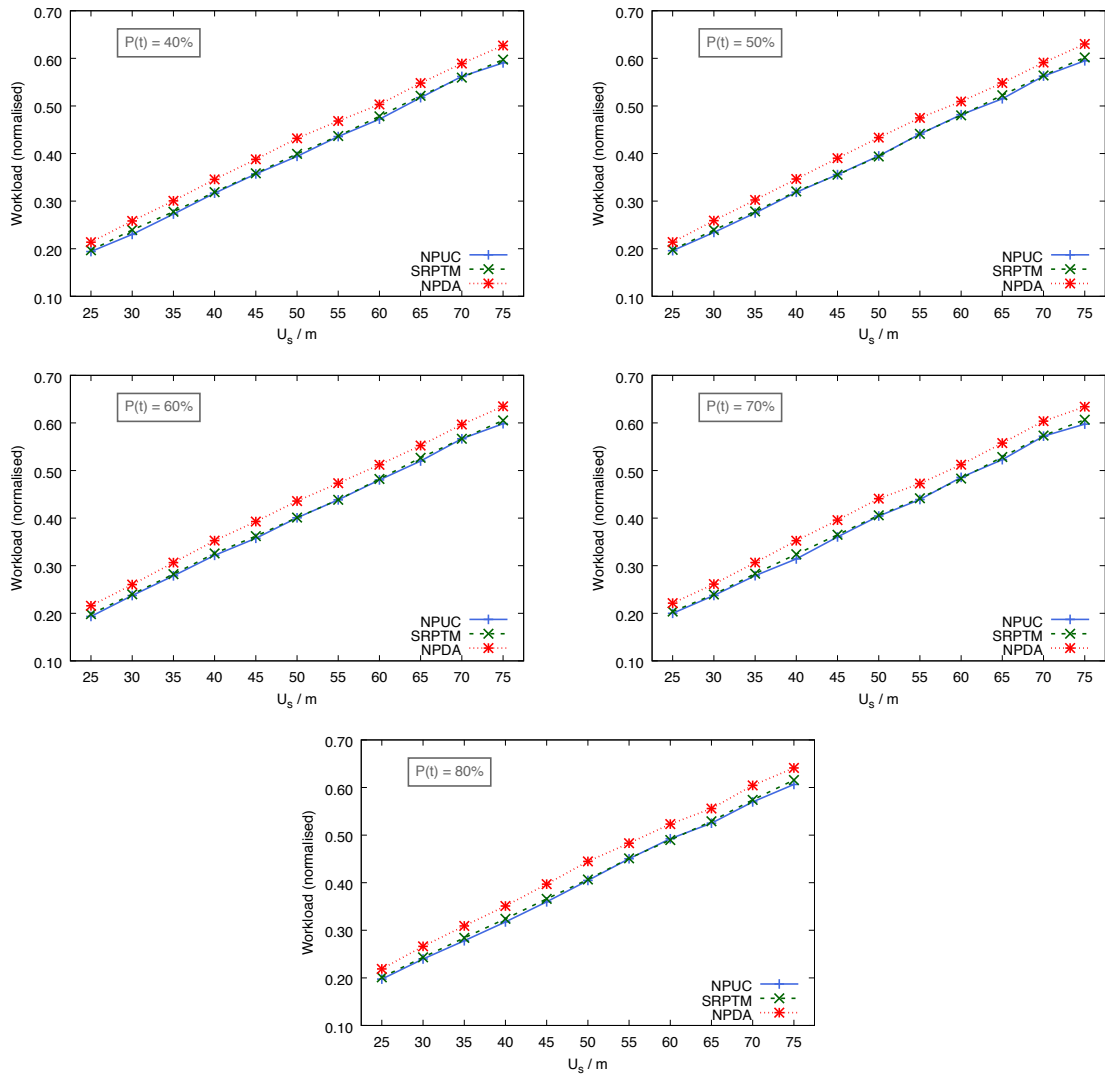 0.70
0.60
0.50
0.40
0.30
0.20
0.10
Workload (normalised)
P(t) = 40%
NPUC
SRPTM
NPDA
25 30 35 40 45 50 55 60 65 70 75
U_s / m
0.70
0.60
0.50
0.40
0.30
0.20
0.10
Workload (normalised)
P(t) = 50%
NPUC
SRPTM
NPDA
25 30 35 40 45 50 55 60 65 70 75
U_s / m
0.70
0.60
0.50
0.40
0.30
0.20
0.10
Workload (normalised)
P(t) = 60%
NPUC
SRPTM
NPDA
25 30 35 40 45 50 55 60 65 70 75
U_s / m
0.70
0.60
0.50
0.40
0.30
0.20
0.10
Workload (normalised)
P(t) = 70%
NPUC
SRPTM
NPDA
25 30 35 40 45 50 55 60 65 70 75
U_s / m
0.70
0.60
0.50
0.40
0.30
0.20
0.10
Workload (normalised)
P(t) = 80%
NPUC
SRPTM
NPDA
25 30 35 40 45 50 55 60 65 70 75
U_s / m